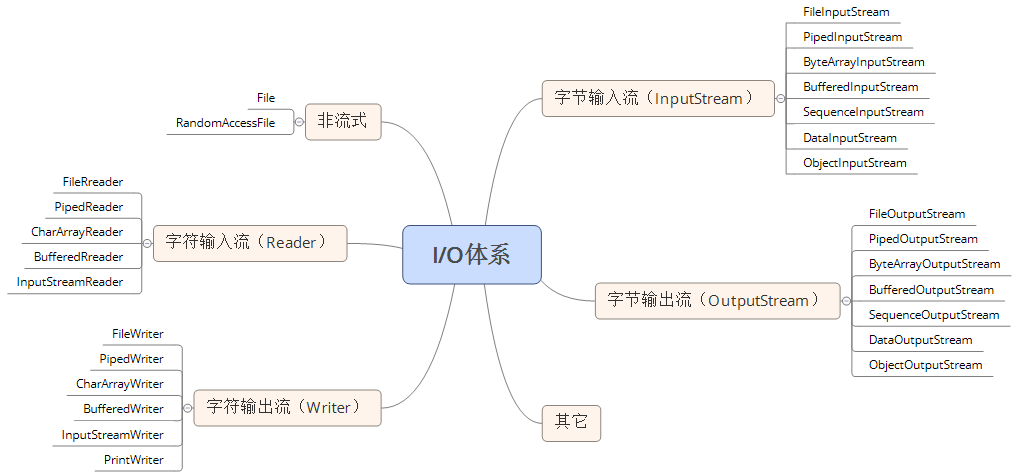 I/O体系
非流式
File
RandomAccessFile
字符输入流（Reader）
FileRreader
PipedReader
CharArrayReader
BufferedRreader
InputStreamReader
字符输出流（Writer）
FileWriter
PipedWriter
CharArrayWriter
BufferedWriter
InputStreamWriter
PrintWriter
字节输入流（InputStream）
FileInputStream
PipedInputStream
ByteArrayInputStream
BufferedInputStream
SequenceInputStream
DataInputStream
ObjectInputStream
字节输出流（OutputStream）
FileOutputStream
PipedOutputStream
ByteArrayOutputStream
BufferedOutputStream
SequenceOutputStream
DataOutputStream
ObjectOutputStream
其它